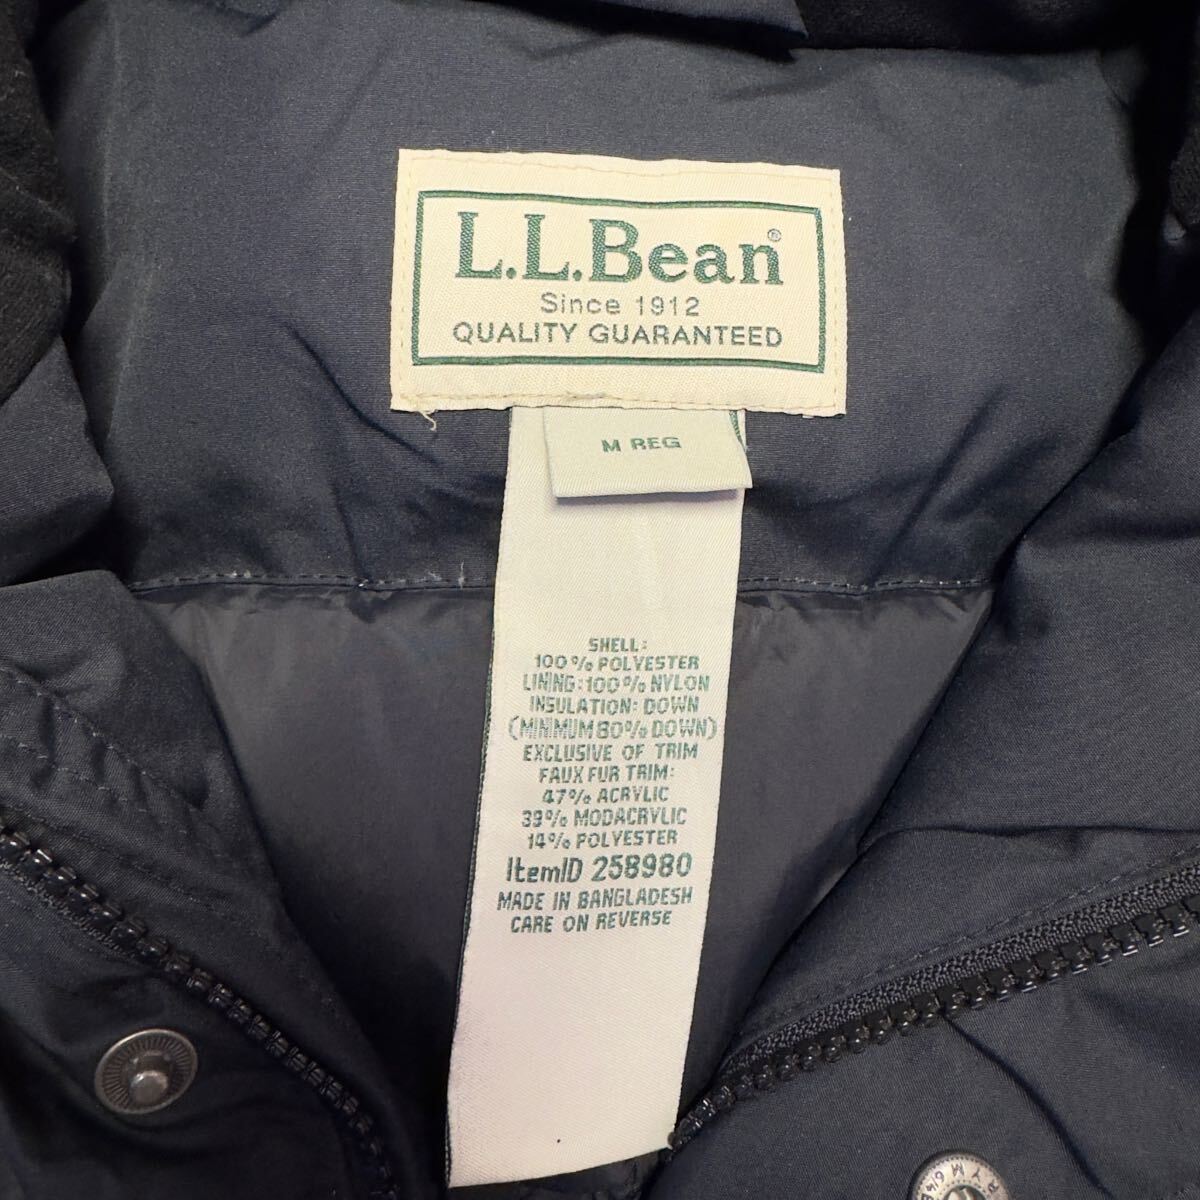 L.L.Bean®
Since 1912
QUALITY GUARANTEED
M REG
SHELL:
100% POLYESTER
LINING:100% NYLON
INSULATION: DOWN
(MINIMUM 80% DOWN)
EXCLUSIVE OF TRIM
FAUX FUR TRIM:
47% ACRYLIC
39% MODACRYLIC
14% POLYESTER
ItemID 258980
MADE IN BANGLADESH
CARE ON REVERSE